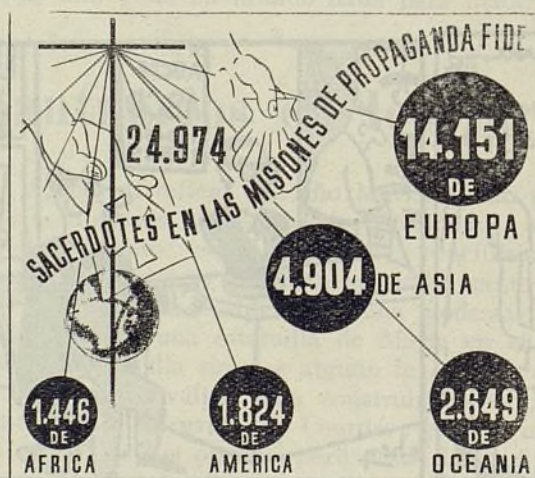 SACERDOTES EN LAS MISIONES DE PROPAGANDA FIDE
24.974
14.151
DE
EUROPA
4.904 DE ASIA
1.446
DE
AFRICA
1.824
DE
AMERICA
2.649
DE
OCEANIA